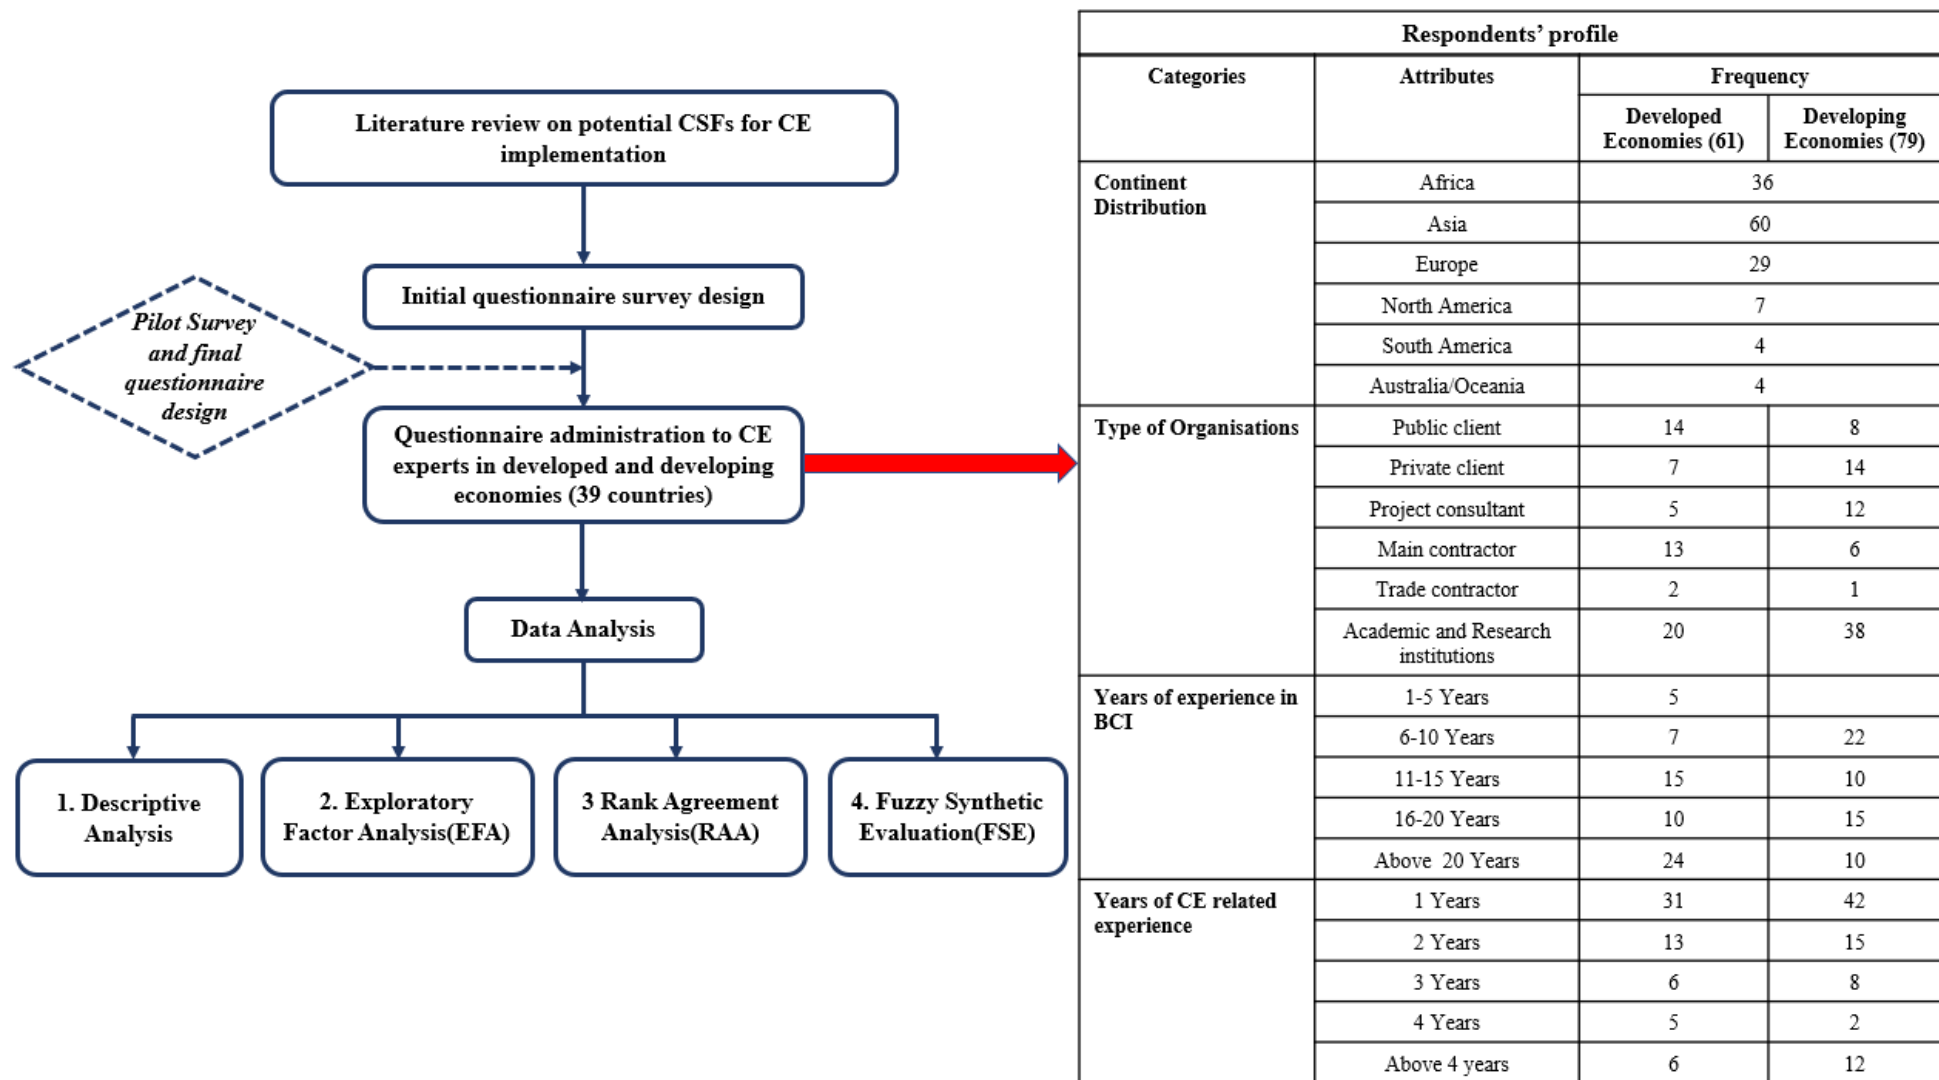 Literature review on potential CSFs for CE
implementation
Initial questionnaire survey design
Pilot Survey
and final
questionnaire
design
Questionnaire administration to CE
experts in developed and developing
economies (39 countries)
Data Analysis
1. Descriptive
Analysis
2. Exploratory
Factor Analysis(EFA)
3 Rank Agreement
Analysis(RAA)
4. Fuzzy Synthetic
Evaluation(FSE)
Respondents’ profile
Categories Attributes Frequency
Developed
Economies (61)
Developing
Economies (79)
Continent
Distribution
Africa 36
Asia 60
Europe 29
North America 7
South America 4
Australia/Oceania 4
Type of Organisations
Public client 14 8
Private client 7 14
Project consultant 5 12
Main contractor 13 6
Trade contractor 2 1
Academic and Research
institutions
20 38
Years of experience in
BCI
1-5 Years 5
6-10 Years 7 22
11-15 Years 15 10
16-20 Years 10 15
Above 20 Years 24 10
Years of CE related
experience
1 Years 31 42
2 Years 13 15
3 Years 6 8
4 Years 5 2
Above 4 years 6 12